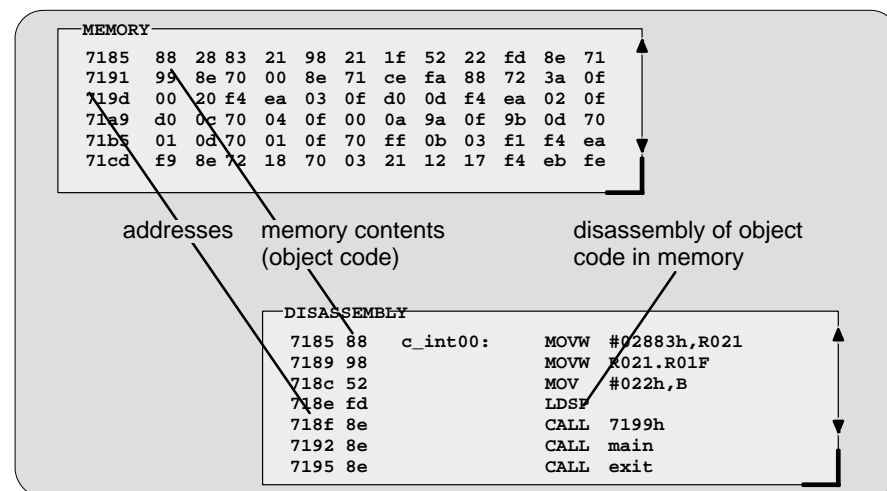 MEMORY
7185 88 28 83 21 98 21 1f 52 22 fd 8e 71
7191 99 8e 70 00 8e 71 ce fa 88 72 3a 0f
719d 00 20 f4 ea 03 0f d0 0d f4 ea 02 0f
71a9 d0 0c 70 04 0f 00 0a 9a 0f 9b 0d 70
71b5 01 0d 70 01 0f 70 ff 0b 03 f1 f4 ea
71cd f9 8e 72 18 70 03 21 12 17 f4 eb fe
addresses memory contents disassembly of object
(object code) code in memory
DISASSEMBLY
7185 88 c_int00: MOVW #02883h,R021
7189 98 MOVW R021.R01F
718c 52 MOV #022h,B
718e fd LDSP
718f 8e CALL 7199h
7192 8e CALL main
7195 8e CALL exit